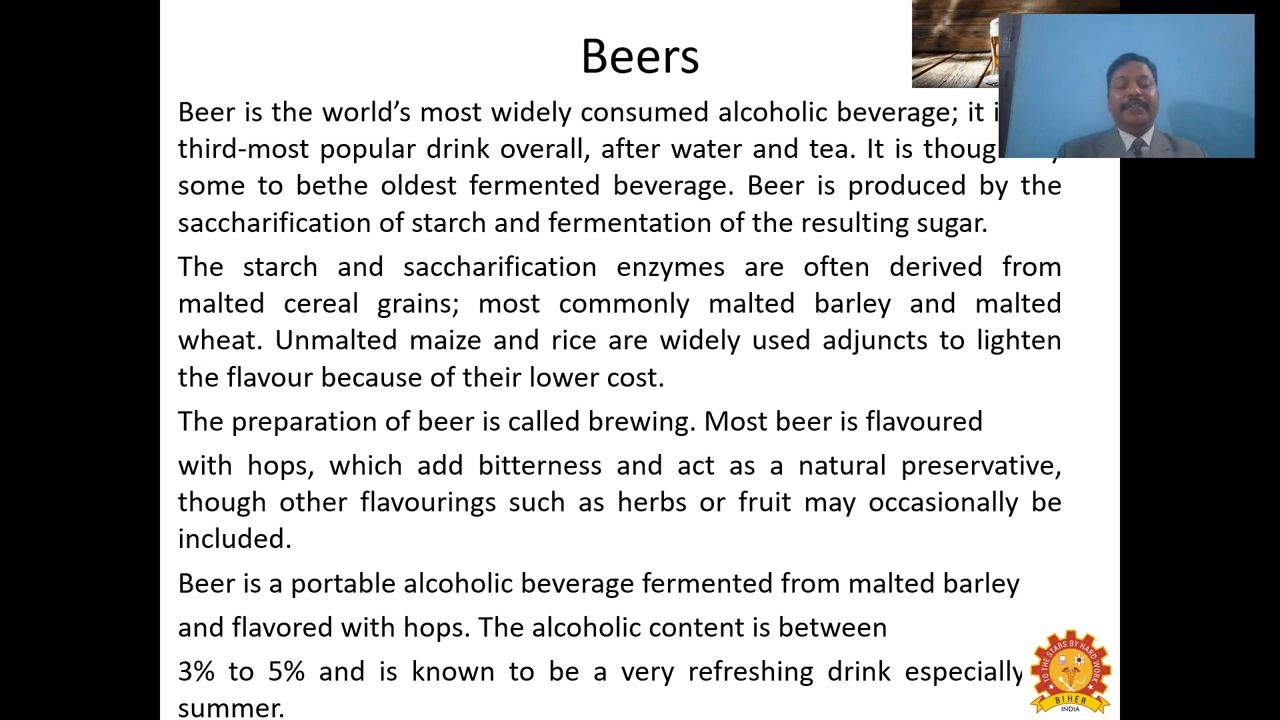 Beers
Beer is the world’s most widely consumed alcoholic beverage; it
third-most popular drink overall, after water and tea. It is
some to bethe oldest fermented beverage. Beer is produced by the
saccharification of starch and fermentation of the resulting sugar.
The starch and saccharification enzymes are often derived from
malted cereal grains; most commonly malted barley and malted
wheat. Unmalted maize and rice are widely used adjuncts to lighten
the flavour because of their lower cost.
The preparation of beer is called brewing. Most beer is flavoured
with hops, which add bitterness and act as a natural preservative,
though other flavourings such as herbs or fruit may occasionally be
included.
Beer is a portable alcoholic beverage fermented from malted barley
and flavored with hops. The alcoholic content is between
3% to 5% and is known to be a very refreshing drink especially
summer.
TO THE STARS BY HARD WORK
BIHER
INDIA